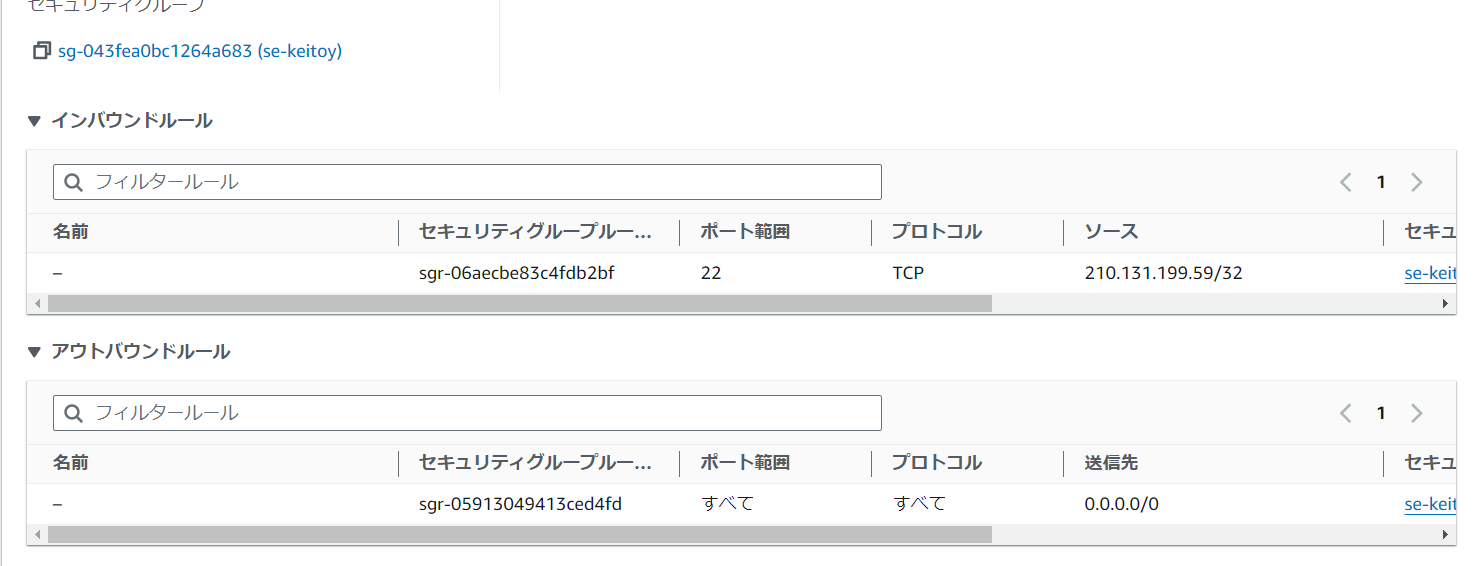 セキュリティグループ
sg-043fea0bc1264a683 (se-keitoy)
▼ インバウンドルール
フィルタールール
1
名前 セキュリティグループルー... ポート範囲 プロトコル ソース セキュ
– sgr-06aecbe83c4fdb2bf 22 TCP 210.131.199.59/32 se-keit
▼ アウトバウンドルール
フィルタールール
1
名前 セキュリティグループルー... ポート範囲 プロトコル 送信先 セキュ
– sgr-05913049413ced4fd すべて すべて 0.0.0.0/0 se-keit